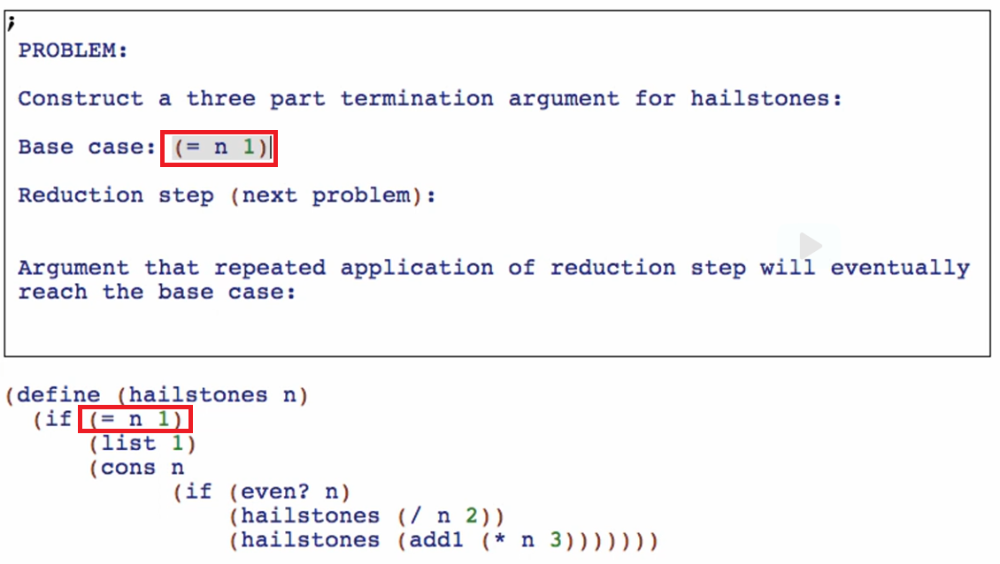 ;
PROBLEM:
Construct a three part termination argument for hailstones:
Base case: (= n 1)
Reduction step (next problem):
Argument that repeated application of reduction step will eventually
reach the base case:
(define (hailstones n)
(if (= n 1)
(list 1)
(cons n
(if (even? n)
(hailstones (/ n 2))
(hailstones (add1 (* n 3)))))))